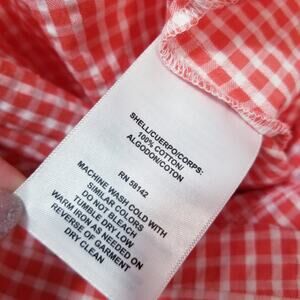 SHELL/CUERPO/CORPS:
100% COTTON/
ALGODON/COTON
RN 58142
MACHINE WASH COLD WITH
SIMILAR COLORS
DO NOT BLEACH
TUMBLE DRY LOW
WARM IRON AS NEEDED ON
REVERSE OF GARMENT
DRY CLEAN